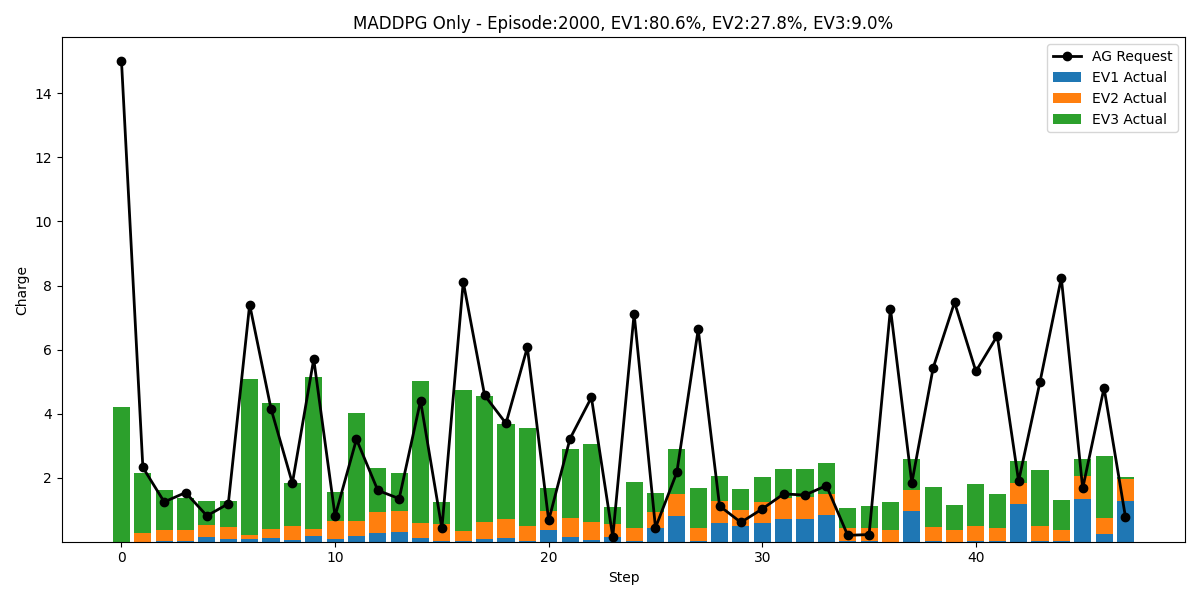 MADDPG Only - Episode:2000, EV1:80.6%, EV2:27.8%, EV3:9.0%
AG Request
EV1 Actual
EV2 Actual
EV3 Actual
Charge
14
12
10
8
6
4
2
0
10
20
30
40
Step